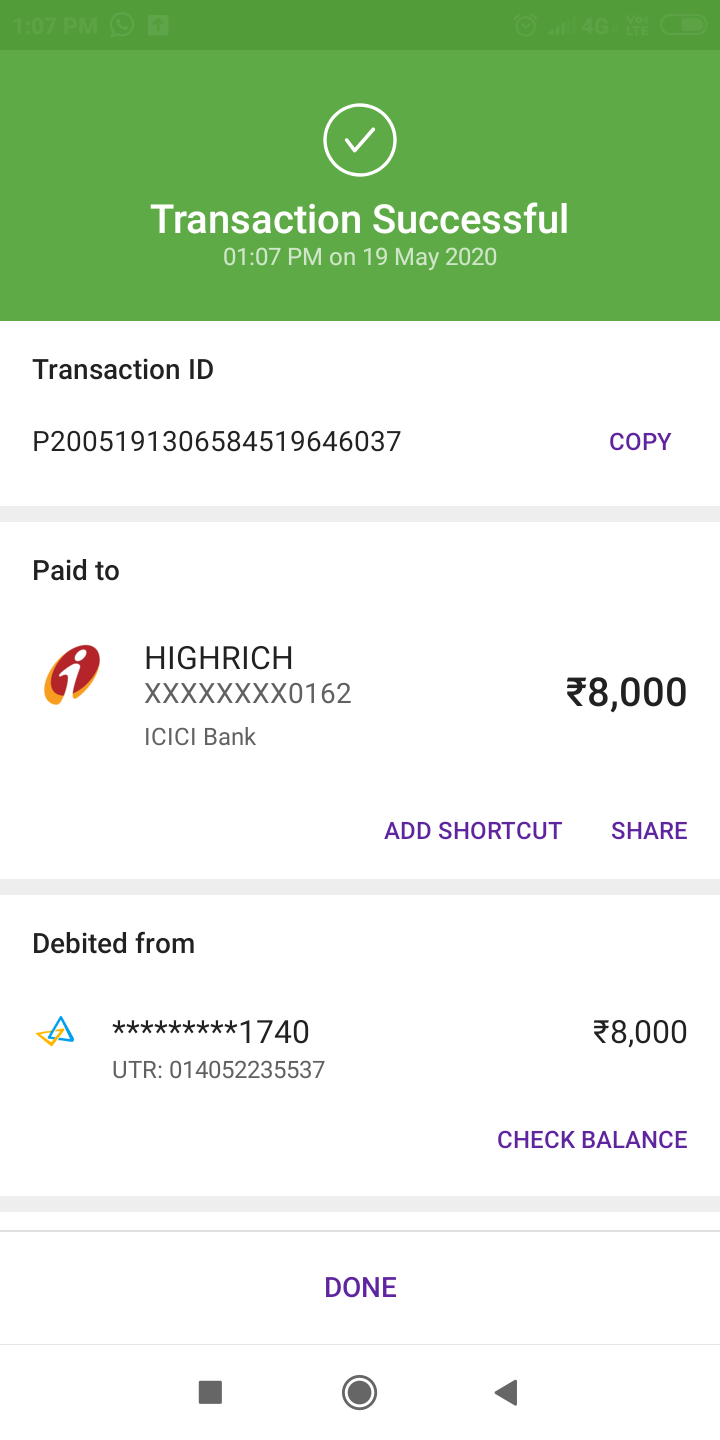 1:07 PM
4G Vo) LTE
Transaction Successful
01:07 PM on 19 May 2020
Transaction ID
P2005191306584519646037 COPY
Paid to
HIGHRICH
XXXXXXXX0162 ₹8,000
ICICI Bank
ADD SHORTCUT SHARE
Debited from
*********1740 ₹8,000
UTR: 014052235537
CHECK BALANCE
DONE